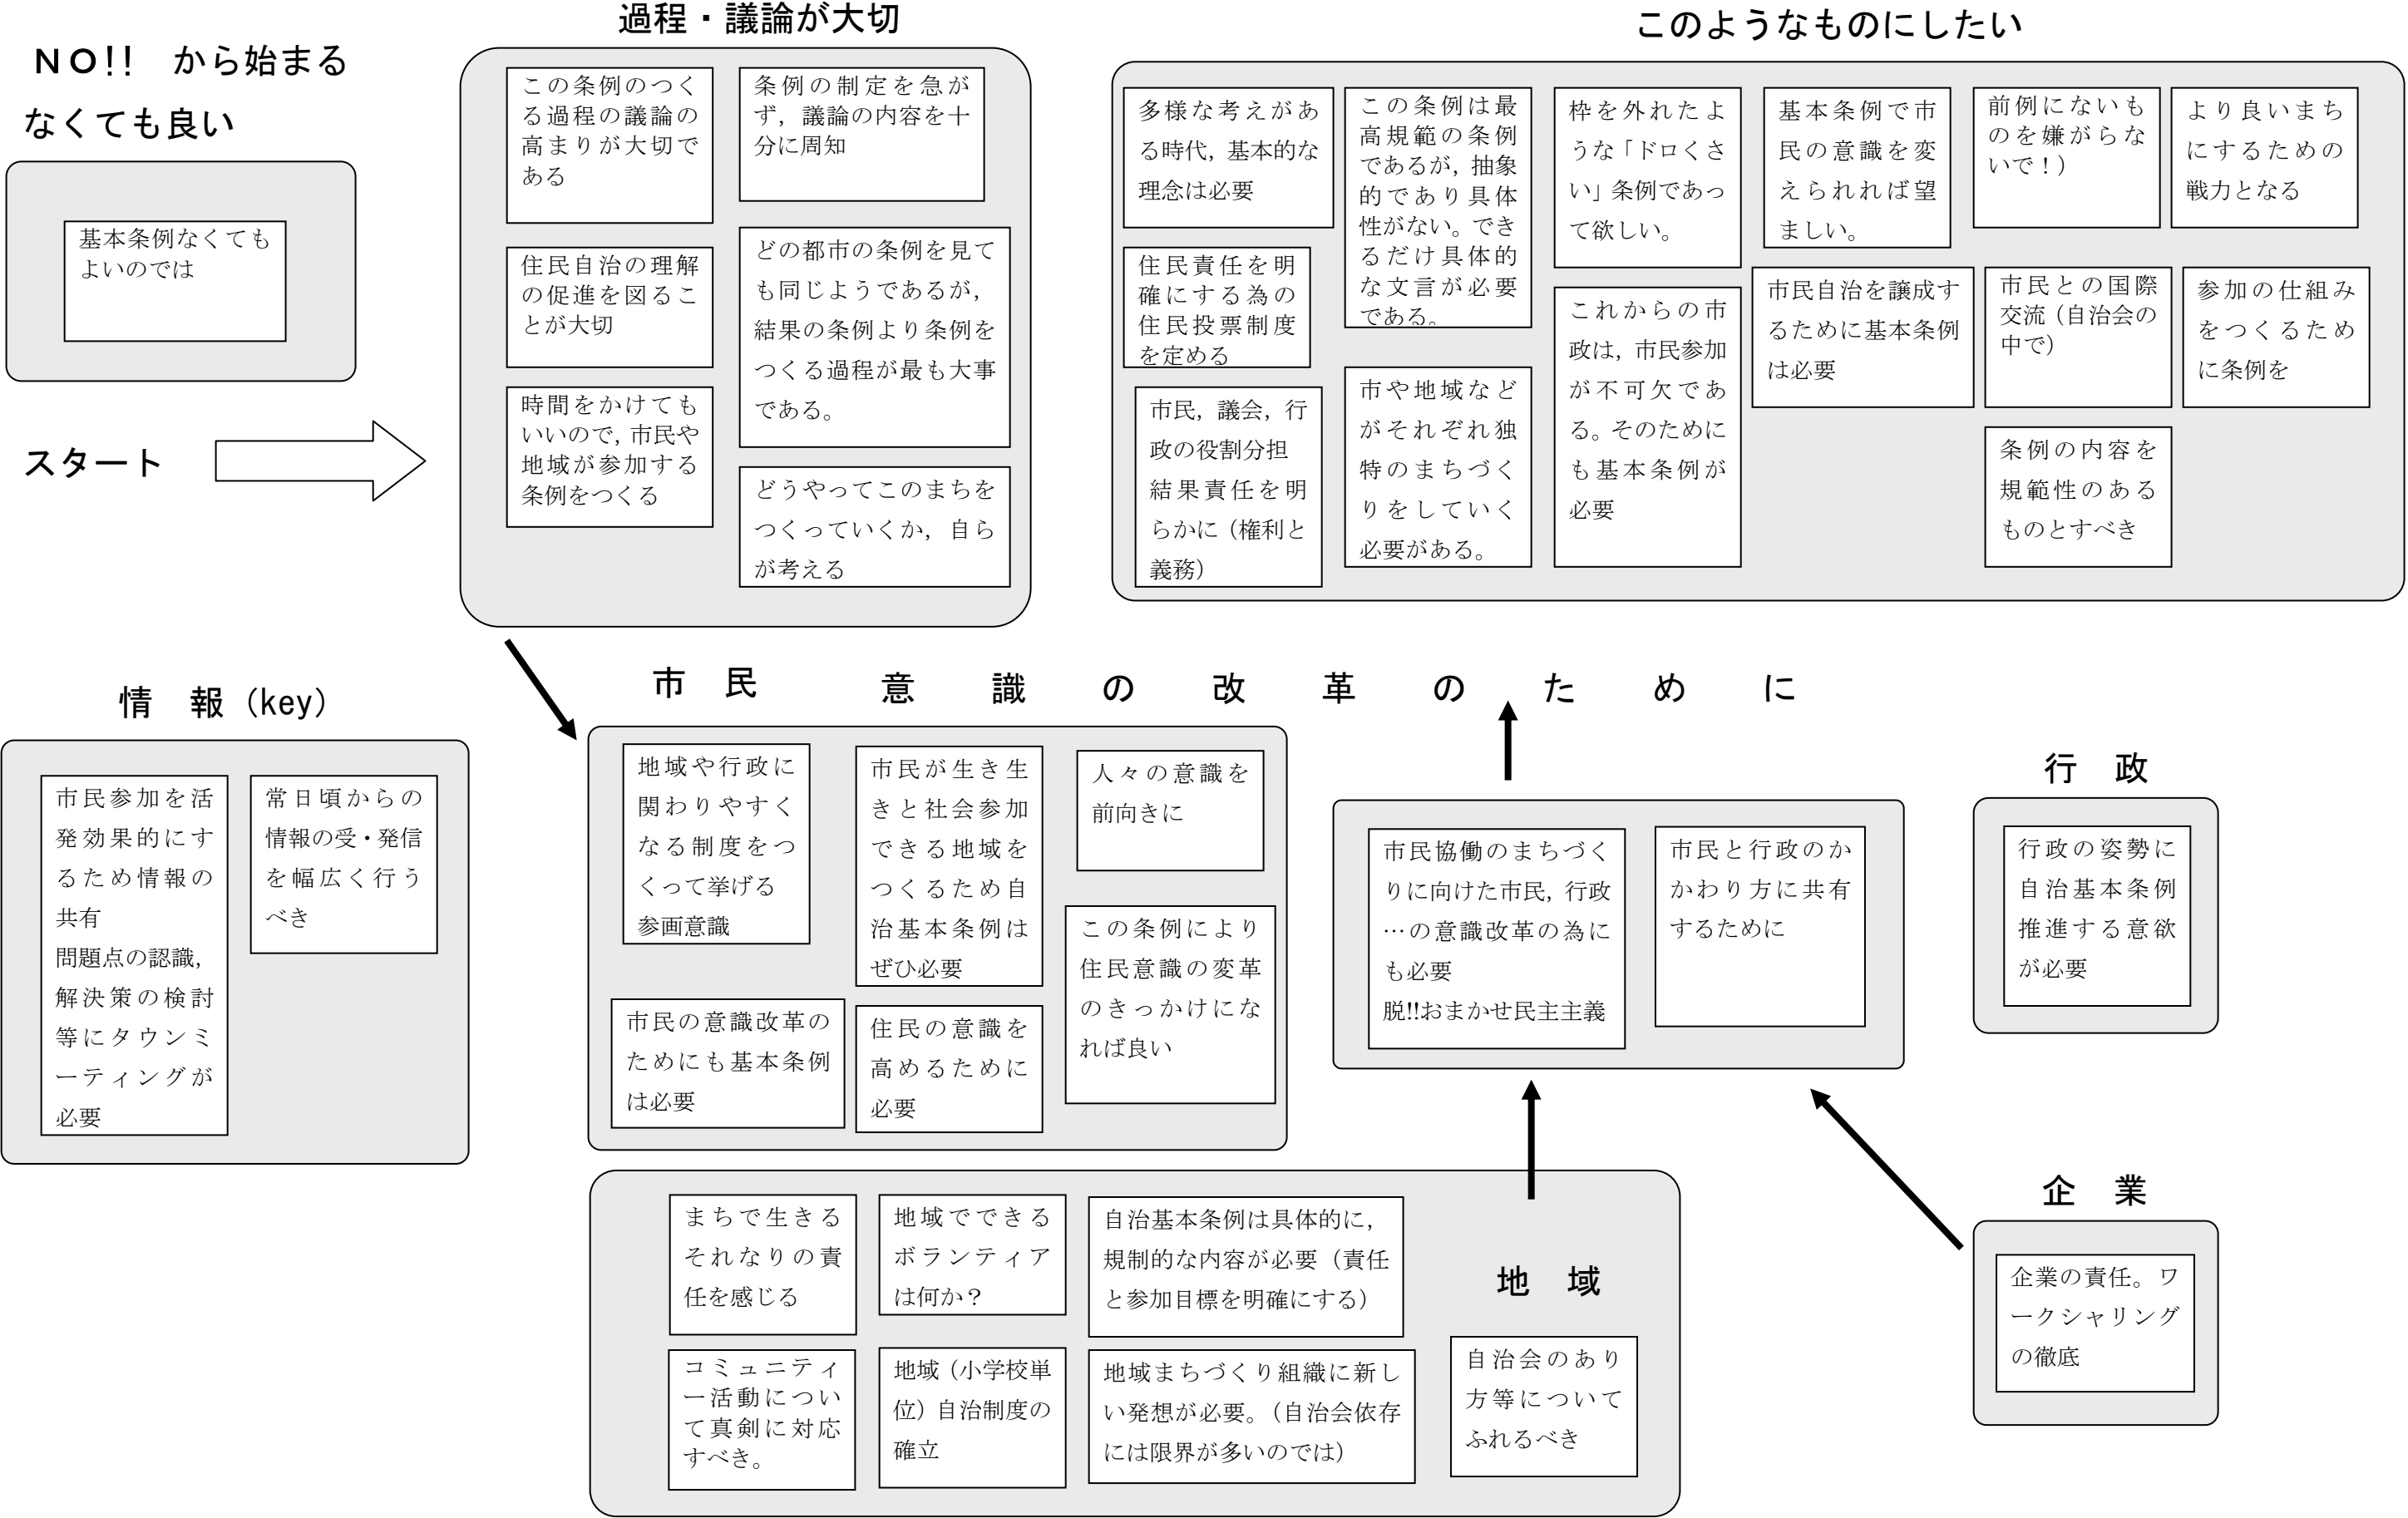 ＮＯ！！　から始まる
なくても良い
基本条例なくても
よいのでは
スタート
過程・議論が大切
この条例のつく
る過程の議論の
高まりが大切で
ある
条例の制定を急が
ず，議論の内容を十
分に周知
住民自治の理解
の促進を図るこ
とが大切
どの都市の条例を見て
も同じようであるが，
結果の条例より条例を
つくる過程が最も大事
である。
時間をかけても
いいので，市民や
地域が参加する
条例をつくる
どうやってこのまちを
つくっていくか，自ら
が考える
このようなものにしたい
多様な考えがあ
る時代，基本的な
理念は必要
この条例は最
高規範の条例
であるが，抽象
的であり具体
性がない。でき
るだけ具体的
な文言が必要
である。
枠を外れたよ
うな「ドロくさ
い」条例であっ
て欲しい。
基本条例で市
民の意識を変
えられれば望
ましい。
前例にないも
のを嫌がらな
いで！）
より良いまち
にするための
戦力となる
住民責任を明
確にする為の
住民投票制度
を定める
これからの市
政は，市民参加
が不可欠であ
る。そのために
も基本条例が
必要
市民自治を譲成す
るために基本条例
は必要
市民との国際
交流（自治会の
中で）
参加の仕組み
をつくるため
に条例を
市民，議会，行
政の役割分担
結果責任を明
らかに（権利と
義務）
市や地域など
がそれぞれ独
特のまちづく
りをしていく
必要がある。
条例の内容を
規範性のある
ものとすべき
情　報（key）
市民参加を活
発効果的にす
るため情報の
共有
問題点の認識，
解決策の検討
等にタウンミ
ーティングが
必要
常日頃からの
情報の受・発信
を幅広く行う
べき
市　民
意識の改革のために
地域や行政に
関わりやすく
なる制度をつ
くって挙げる
参画意識
市民が生き生
きと社会参加
できる地域を
つくるため自
治基本条例は
ぜひ必要
人々の意識を
前向きに
この条例により
住民意識の変革
のきっかけにな
れば良い
市民の意識改革の
ためにも基本条例
は必要
住民の意識を
高めるために
必要
市民協働のまちづく
りに向けた市民，行政
…の意識改革の為に
も必要
脱!!おまかせ民主主義
市民と行政のか
かわり方に共有
するために
行　政
行政の姿勢に
自治基本条例
推進する意欲
が必要
まちで生きる
それなりの責
任を感じる
地域でできる
ボランティア
は何か？
自治基本条例は具体的に，
規制的な内容が必要（責任
と参加目標を明確にする）
地　域
コミュニティ
ー活動につい
て真剣に対応
すべき。
地域（小学校単
位）自治制度の
確立
地域まちづくり組織に新し
い発想が必要。（自治会依存
には限界が多いのでは）
自治会のあり
方等について
ふれるべき
企　業
企業の責任。ワ
ークシャリング
の徹底